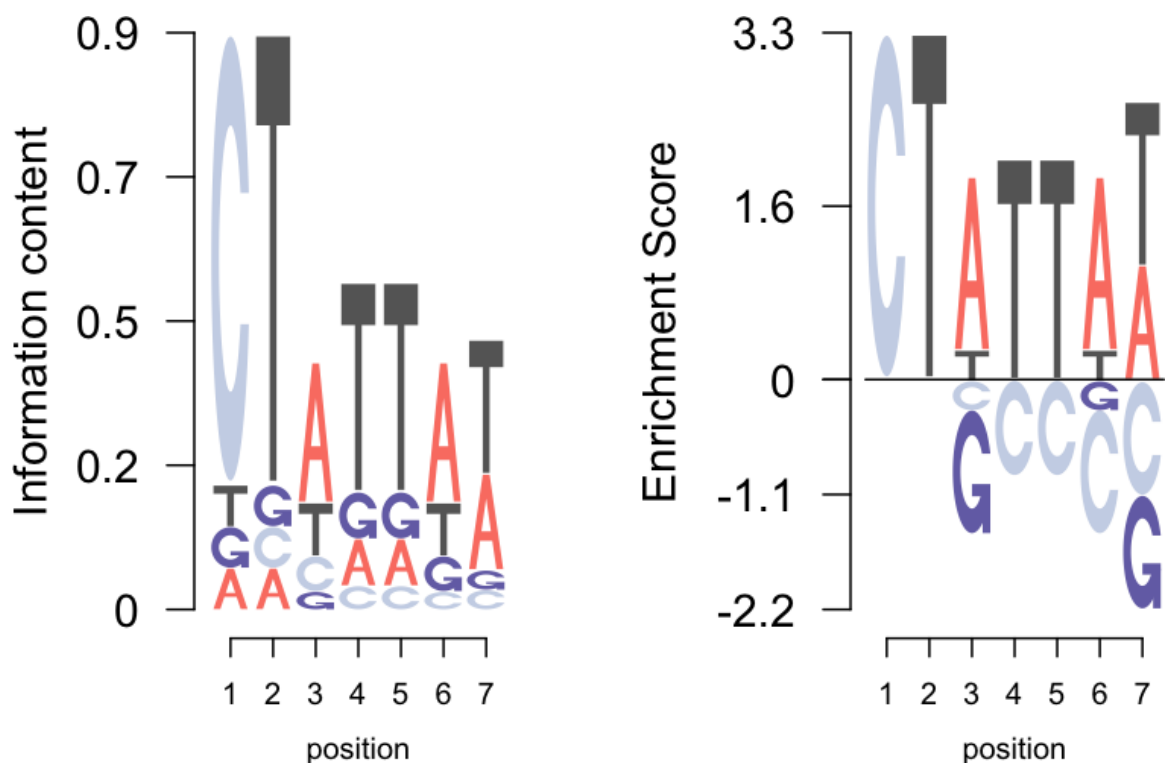 Information content
0.9
0.7
0.5
0.2
0
C T G A
T G C A
A T C G
T G A C
T G A C
A T G C
T A G C
1 2 3 4 5 6 7
position
Enrichment Score
3.3
1.6
0
-1.1
-2.2
C
T
A T C G
T C
T C
A T G C
T A C G
1 2 3 4 5 6 7
position